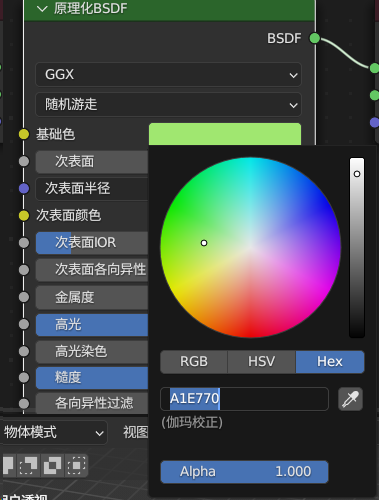 原理化BSDF
BSDF
GGX
随机游走
基础色
次表面
次表面半径
次表面颜色
次表面IOR
次表面各向异性
金属度
高光
高光染色
糙度
各向异性过滤
RGB HSV Hex
A1E770
(伽玛校正)
Alpha 1.000
物体模式 视图
户透视